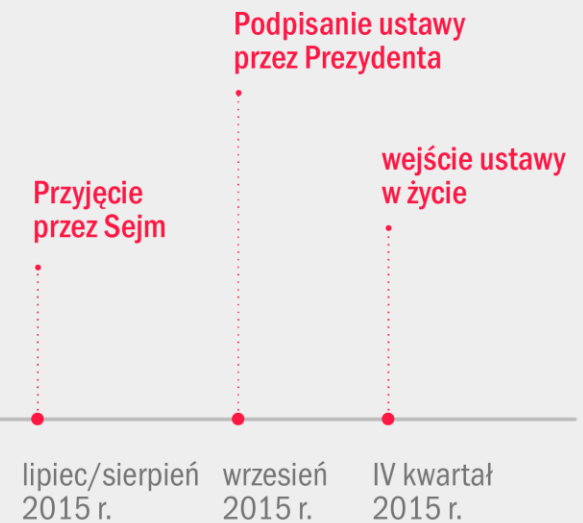 Podpisanie ustawy
przez Prezydenta
wejście ustawy
w życie
Przyjęcie
przez Sejm
lipiec/sierpień
2015 r.
wrzesień
2015 r.
IV kwartał
2015 r.